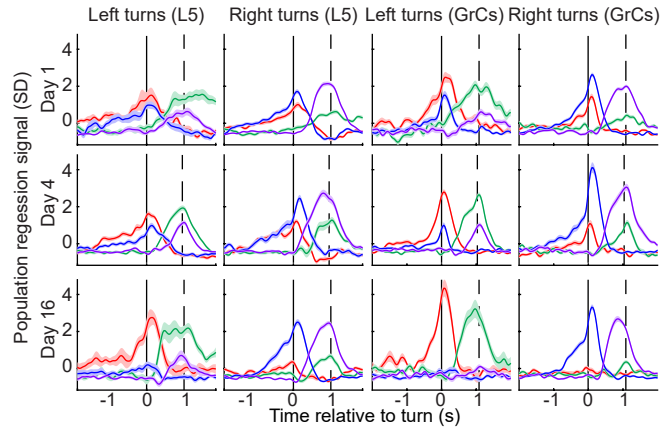 Left turns (L5) Right turns (L5) Left turns (GrCs) Right turns (GrCs)
Population regression signal (SD)
Day 1
4
2
0
Day 4
4
2
0
Day 16
4
2
0
-1 0 1 -1 0 1 -1 0 1 -1 0 1
Time relative to turn (s)